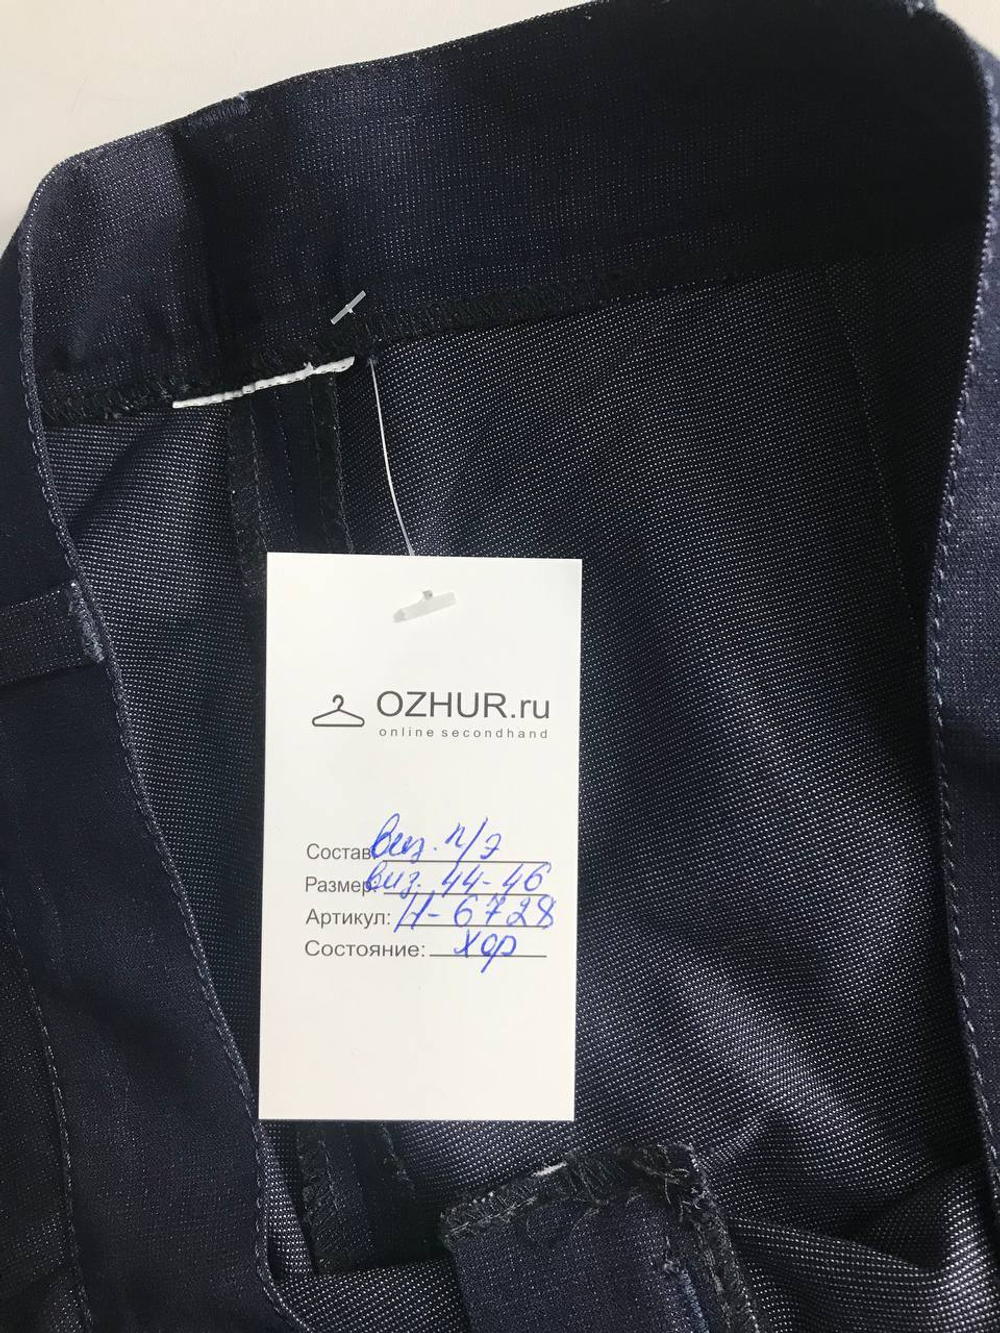 OZHUR.ru
online secondhand
Состав виз. п/э
Размер: виз. 44-46
Артикул: Н-6728
Состояние: хор